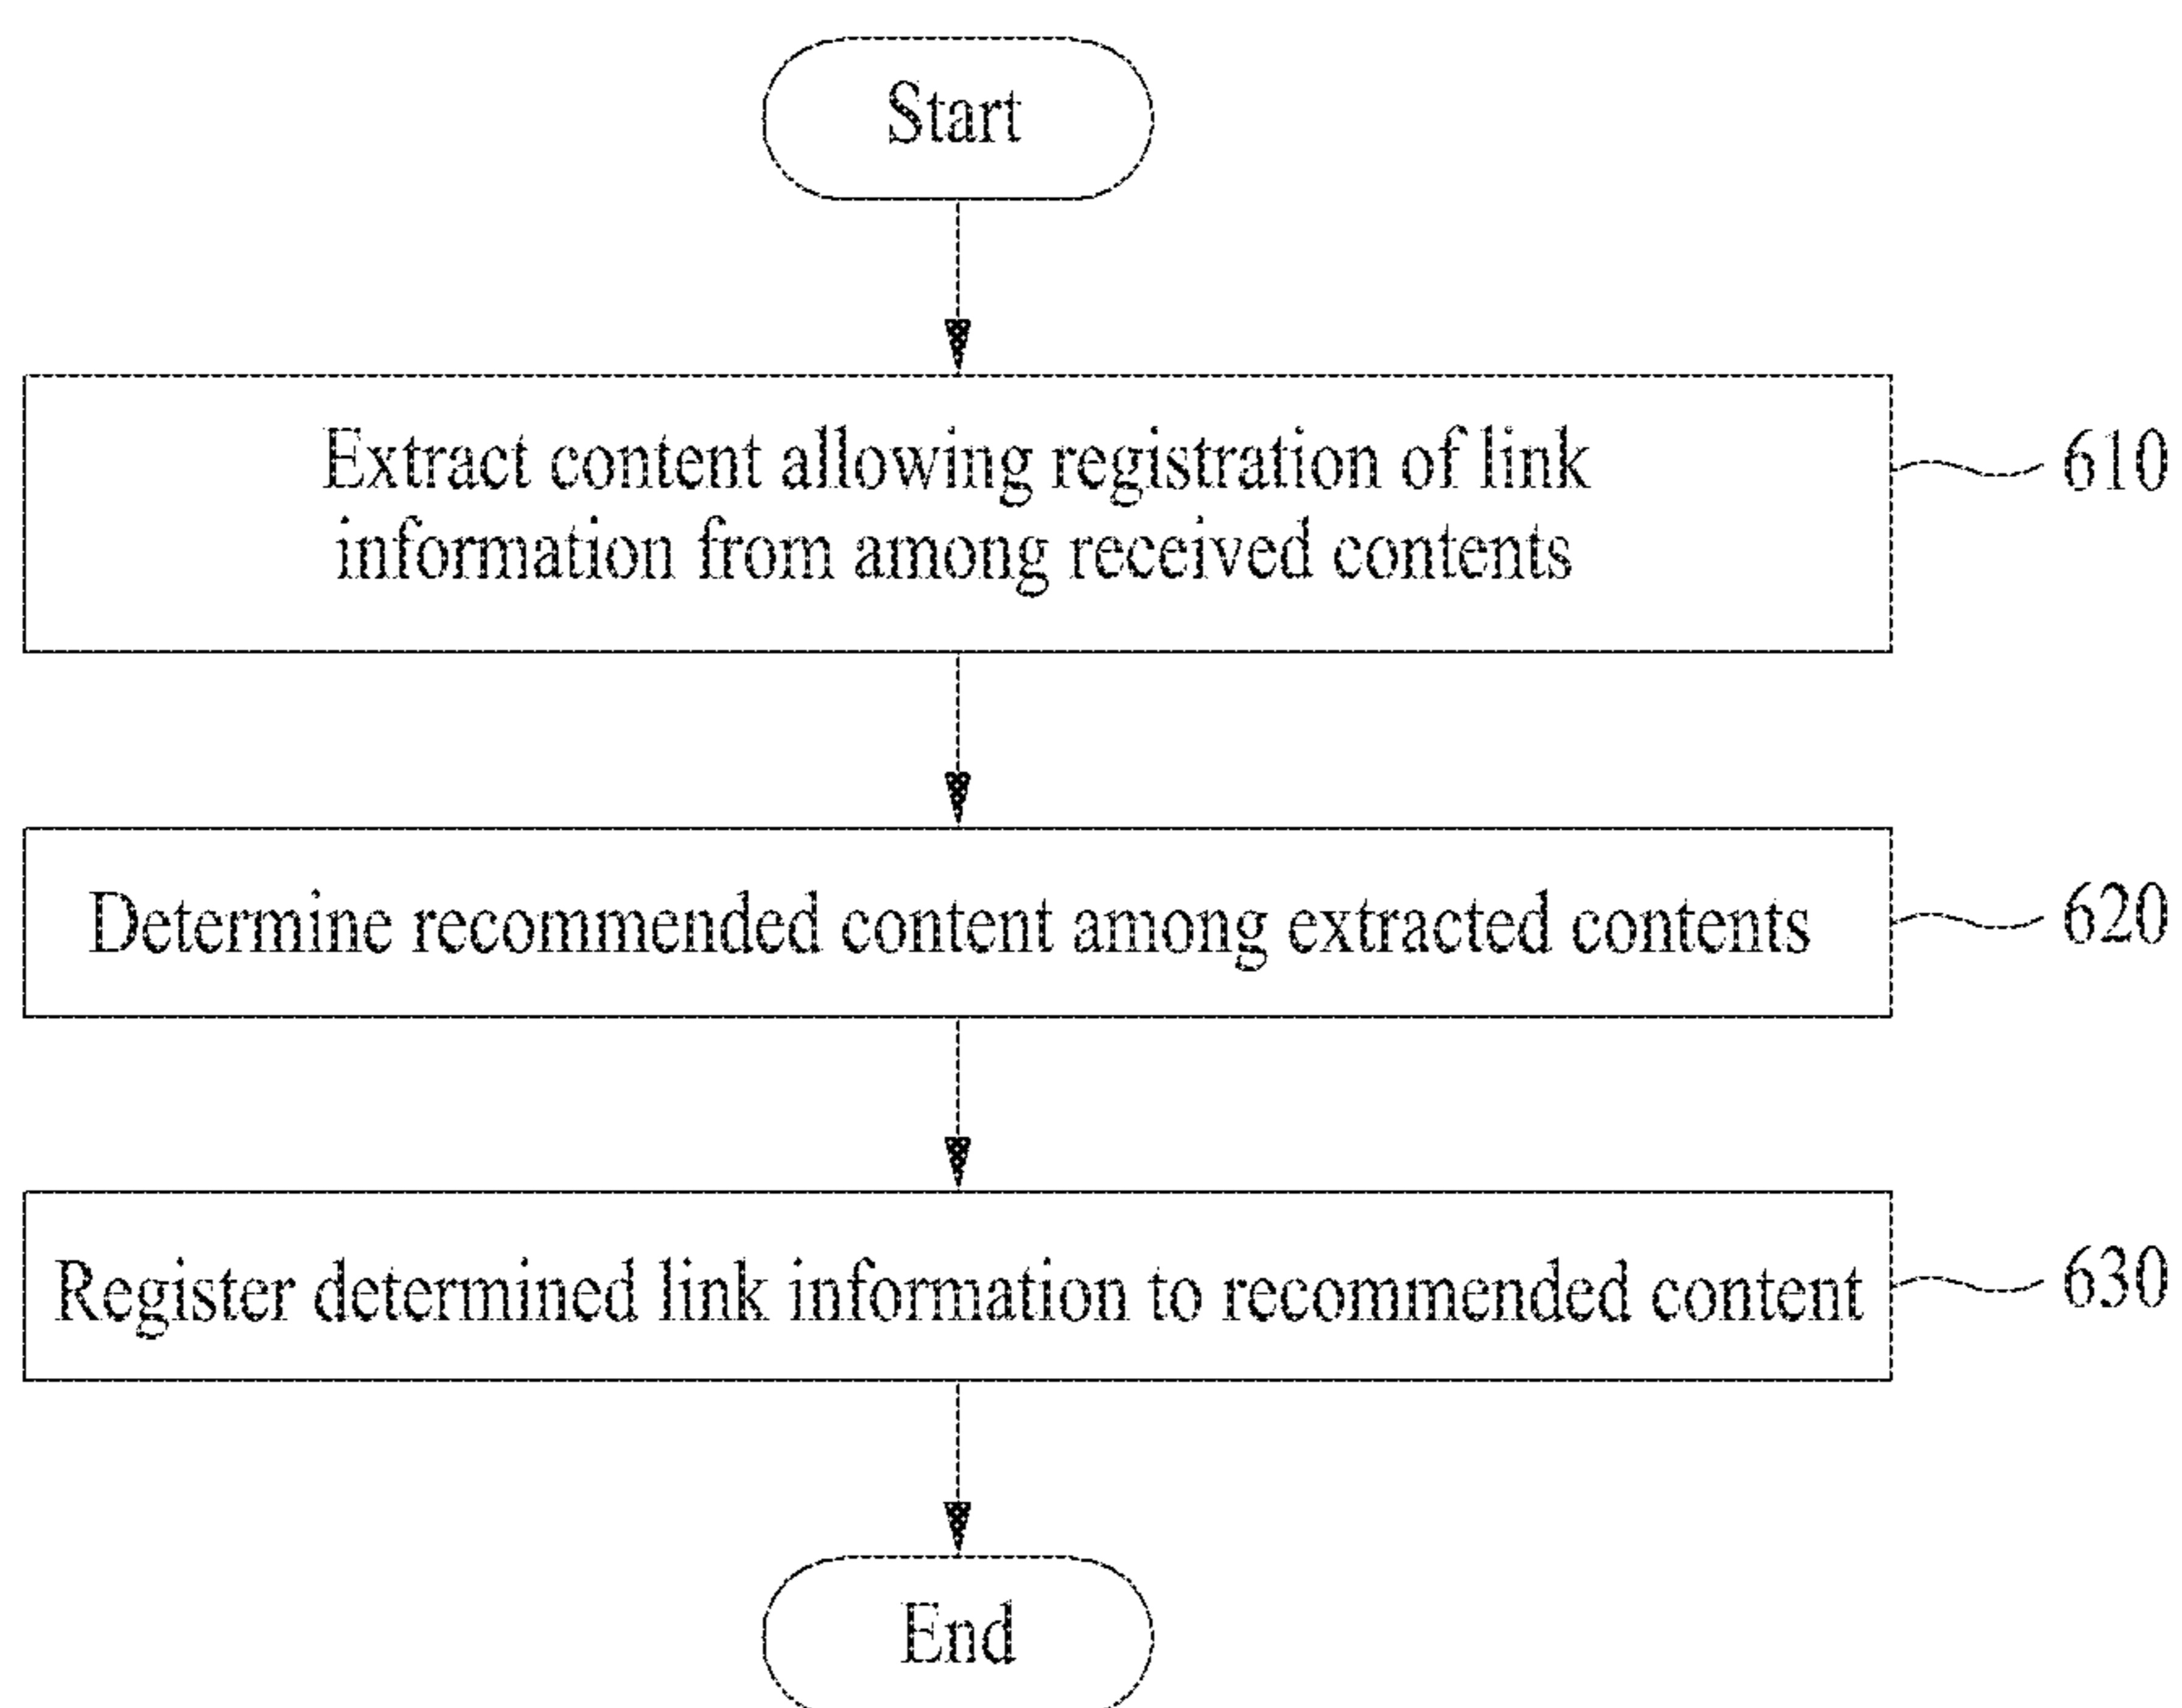 Start
Extract content allowing registration of link
information from among received contents
610
Determine recommended content among extracted contents
620
Register determined link information to recommended content
630
End